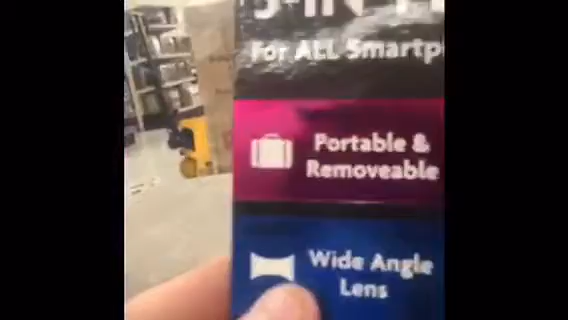 For ALL Smartp
Portable &
Removeable
Wide Angle
Lens